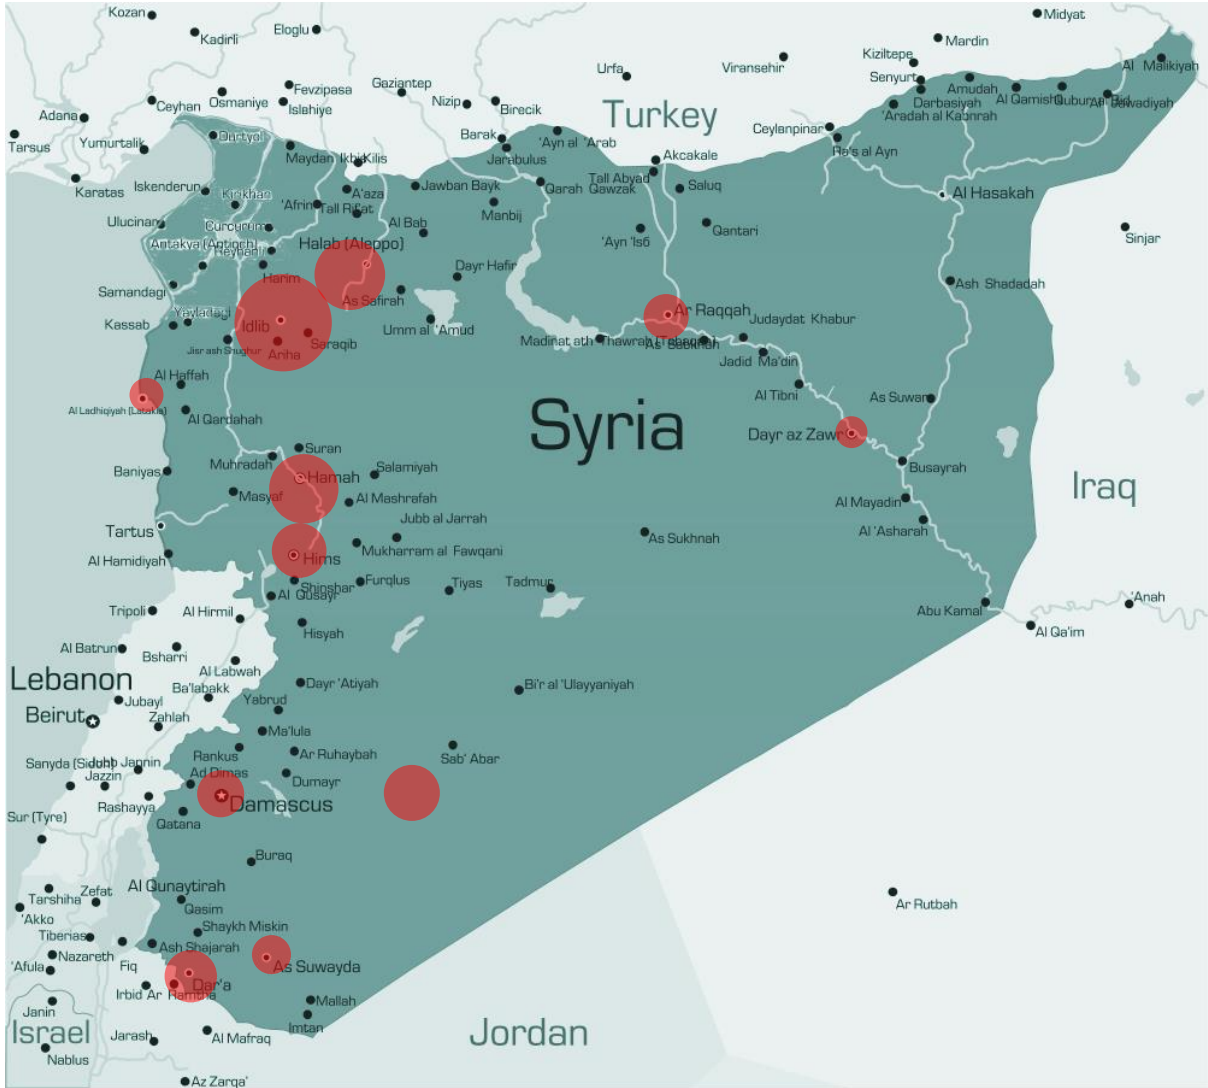 Kozan
Kadirli
Eloglu
Midyat
Mardin
Kiziltepe
Senyurt
Al Malikiyah
Urfa
Viransehir
Gaziantep
Fevzipasa
Osmaniye
Islahiye
Ceyhan
Adana
Nizip
Birecik
Turkey
Amudah
Al Qamishli
Darbasiyah
Tarsus
Yumurtalik
Barak
'Ayn al 'Arab
Ceylanpinar
Ra's al Ayn
Maydan Ikbis
Kilis
Jarabulus
Akcakale
Tall Abyad
Karatas
Iskenderun
Kirikhan
A'aza
Jawban Bayk
Qarah Qawzak
Saluq
Al Hasakah
'Afrin
Tall Rif'at
Manbij
Ulucinar
Al Bab
'Ayn 'Isб
Qantari
Sinjar
Antakya (Antioch)
Reyhanli
Halab (Aleppo)
Harim
Dayr Hafir
Ash Shadadah
Samandagi
As Safirah
Kassab
Yayladagi
Idlib
Umm al 'Amud
Ar Raqqah
Judaydat Khabur
Saraqib
Ariha
Jisr ash Shughur
Madinat ath Thawrah (Tabaqah)
As Sabkhah
Jadid Ma'din
Al Haffah
Al Tibni
As Suwar
Al Ladhiqiyah (Latakia)
Al Qardahah
Syria
Dayr az Zawr
Suran
Muhradah
Baniyas
Hamah
Salamiyah
Busayrah
Iraq
Masyaf
Al Mashrafah
Al Mayadin
Jubb al Jarrah
Tartus
Al 'Asharah
As Sukhnah
Al Hamidiyah
Hims
Mukharram al Fawqani
Shinshar
Furqlus
Tiyas
Tadmur
Al Qusayr
Tripoli
Al Hirmil
Abu Kamal
'Anah
Hisyah
Al Qa'im
Al Batrun
Bsharri
Al Labwah
Lebanon
Ba'labakk
Dayr 'Atiyah
Bi'r al 'Ulayyaniyah
Jubayl
Beirut
Zahlah
Yabrud
Ma'lula
Rankus
Ar Ruhaybah
Sab' Abar
Sanyda (Sidon)
Jubb Jannin
Jazzin
Ad Dimas
Dumayr
Rashayya
Damascus
Sur (Tyre)
Qatana
Buraq
Al Qunaytirah
Tarshiha
Zefat
Qasim
Ar Rutbah
'Akko
Shaykh Miskin
Tiberias
Ash Shajarah
Nazareth
'Afula
Fiq
As Suwayda
Dar'a
Irbid
Ar Ramtha
Mallah
Janin
Imtan
Israel
Jarash
Al Mafraq
Jordan
Nablus
Az Zarqa'